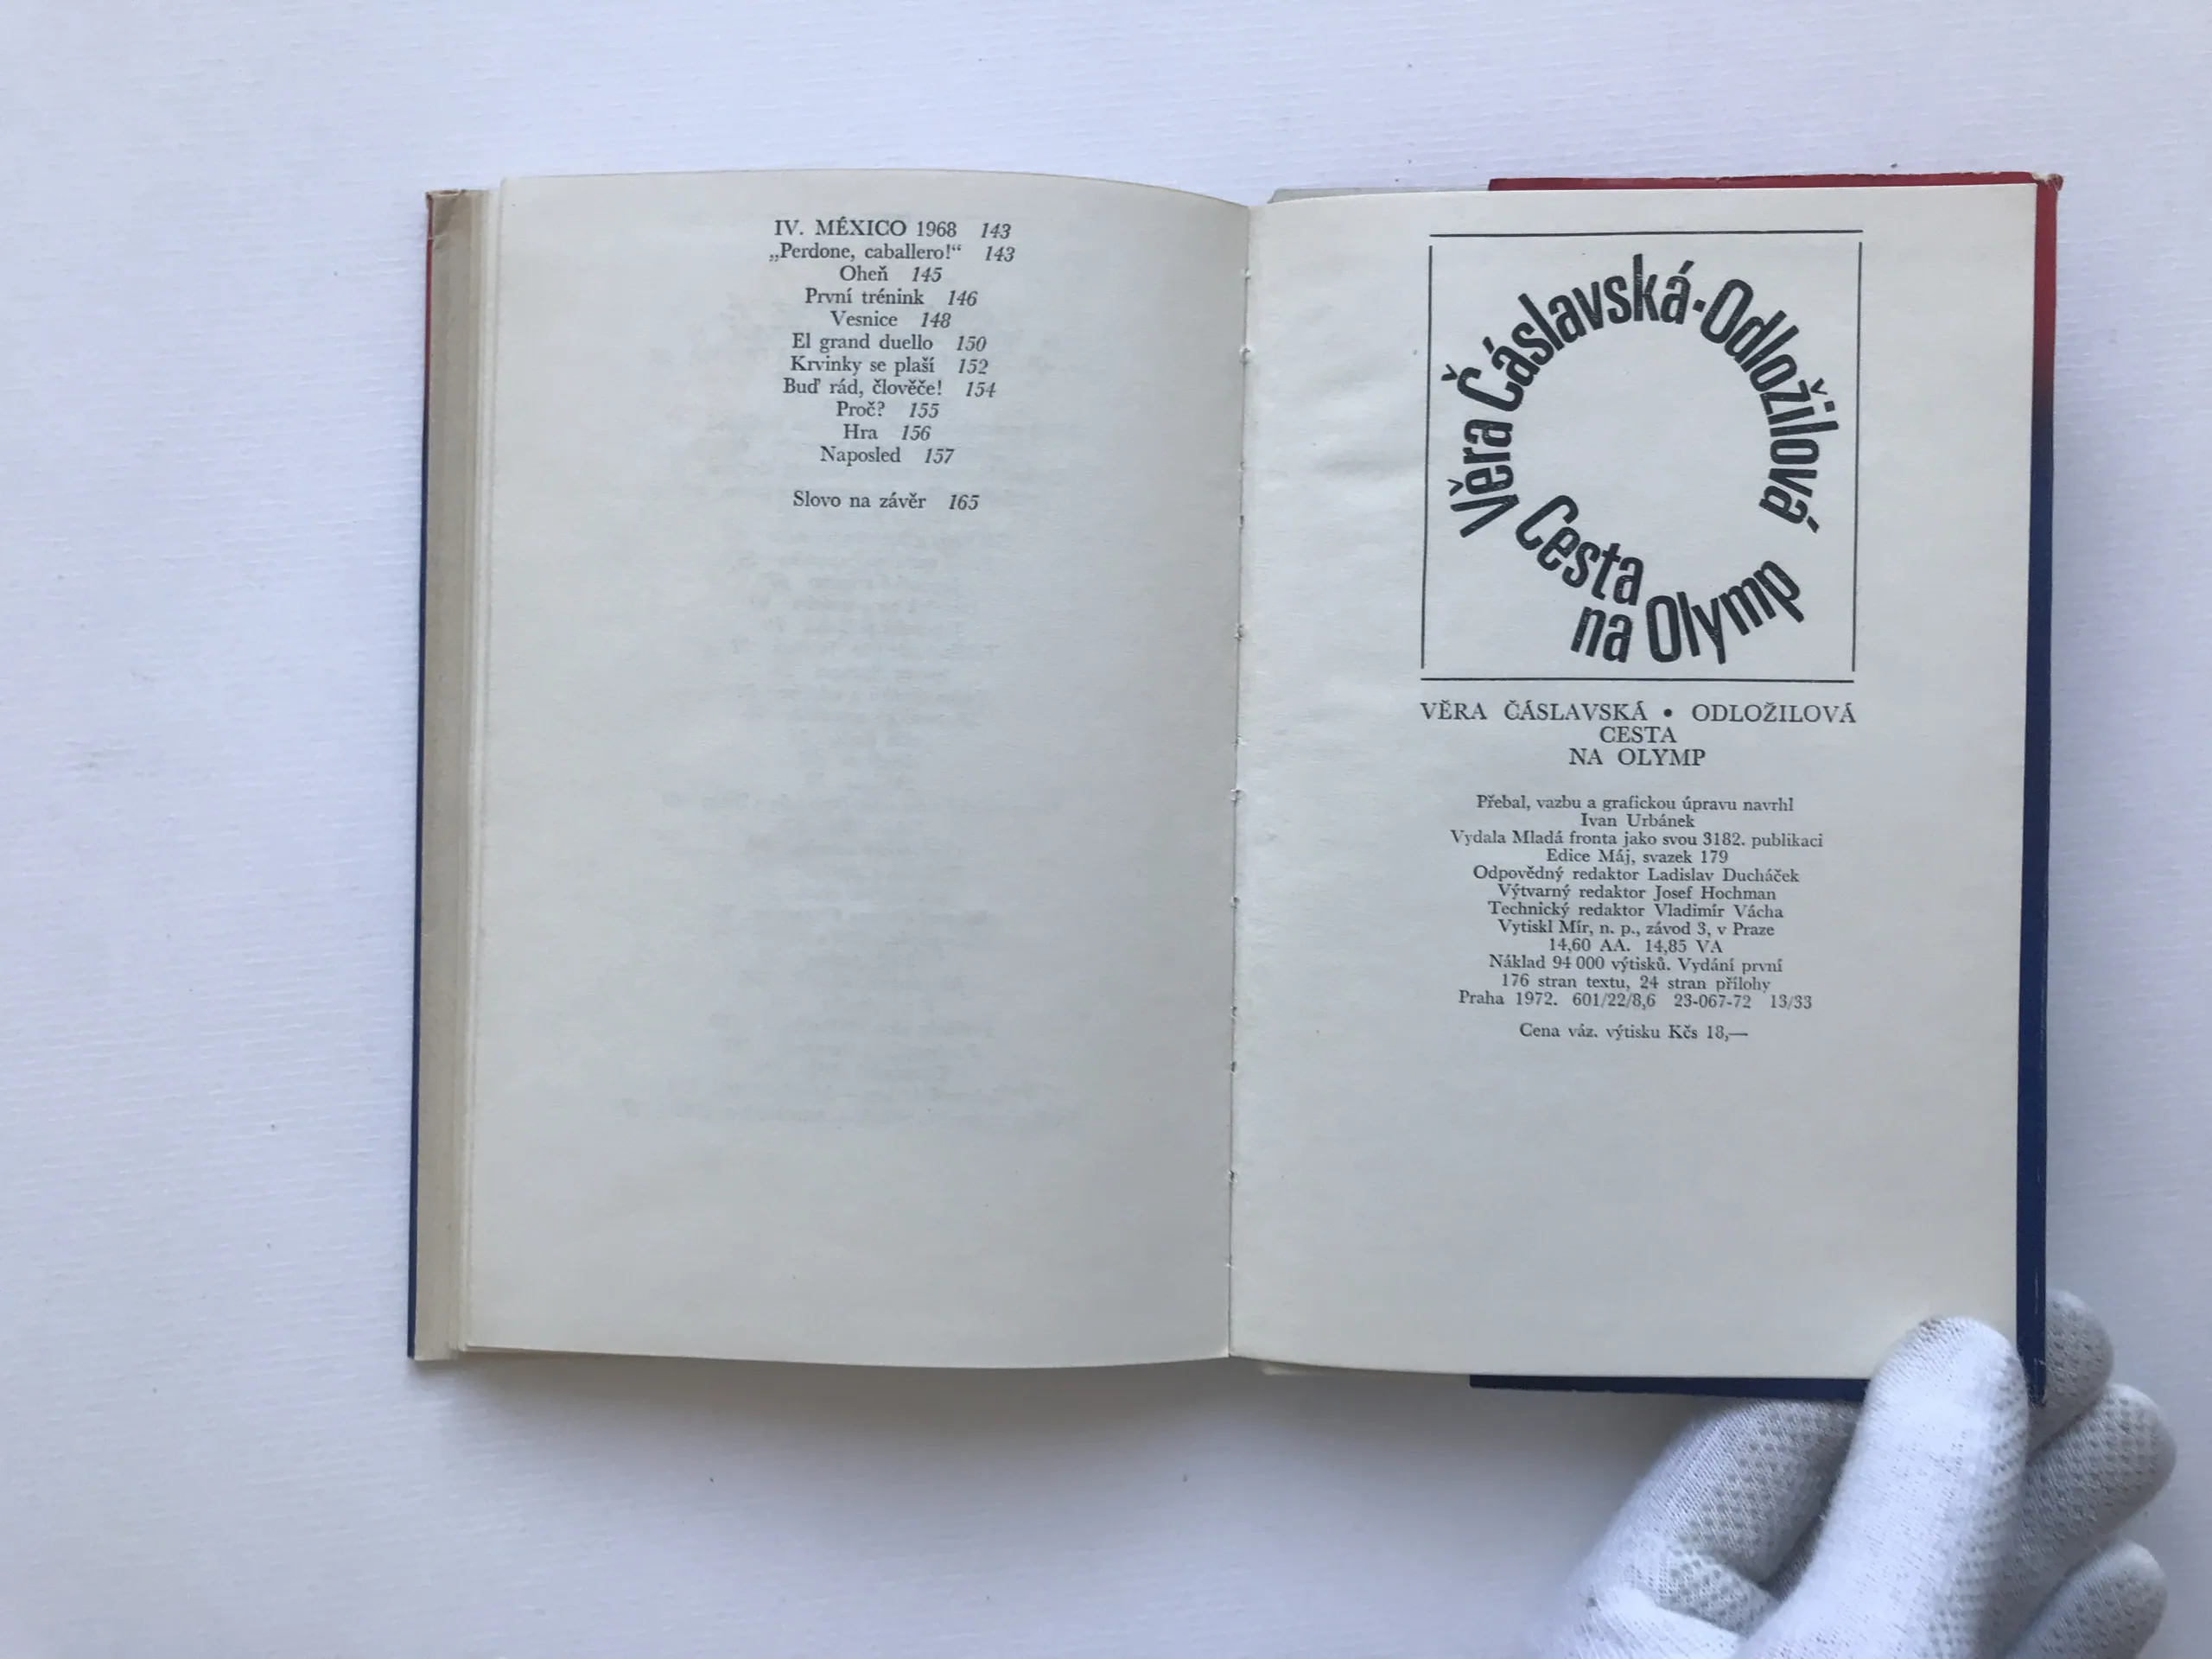 IV. MÉXICO 1968 143
„Perdone, caballero!“ 143
Oheň 145
První trénink 146
Vesnice 148
El grand duello 150
Krvinky se plaší 152
Buď rád, člověče! 154
Proč? 155
Hra 156
Naposled 157
Slovo na závěr 165
Věra Čáslavská-Odložilová
Cesta
na Olymp
VĚRA ČÁSLAVSKÁ • ODLOŽILOVÁ
CESTA
NA OLYMP
Přebal, vazbu a grafickou úpravu navrhl
Ivan Urbánek
Vydala Mladá fronta jako svou 3182. publikaci
Edice Máj, svazek 179
Odpovědný redaktor Ladislav Ducháček
Výtvarný redaktor Josef Hochman
Technický redaktor Vladimír Vácha
Vytiskl Mír, n. p., závod 3, v Praze
14,60 AA. 14,85 VA
Náklad 94 000 výtisků. Vydání první
176 stran textu, 24 stran přílohy
Praha 1972. 601/22/8,6 23-067-72 13/33
Cena váz. výtisku Kčs 18,—